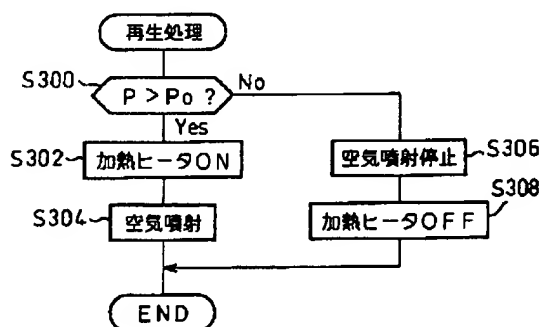 再生処理
S300
P > Po ?
No
Yes
S302
加熱ヒータON
空気噴射停止
S306
S304
空気噴射
加熱ヒータOFF
S308
END